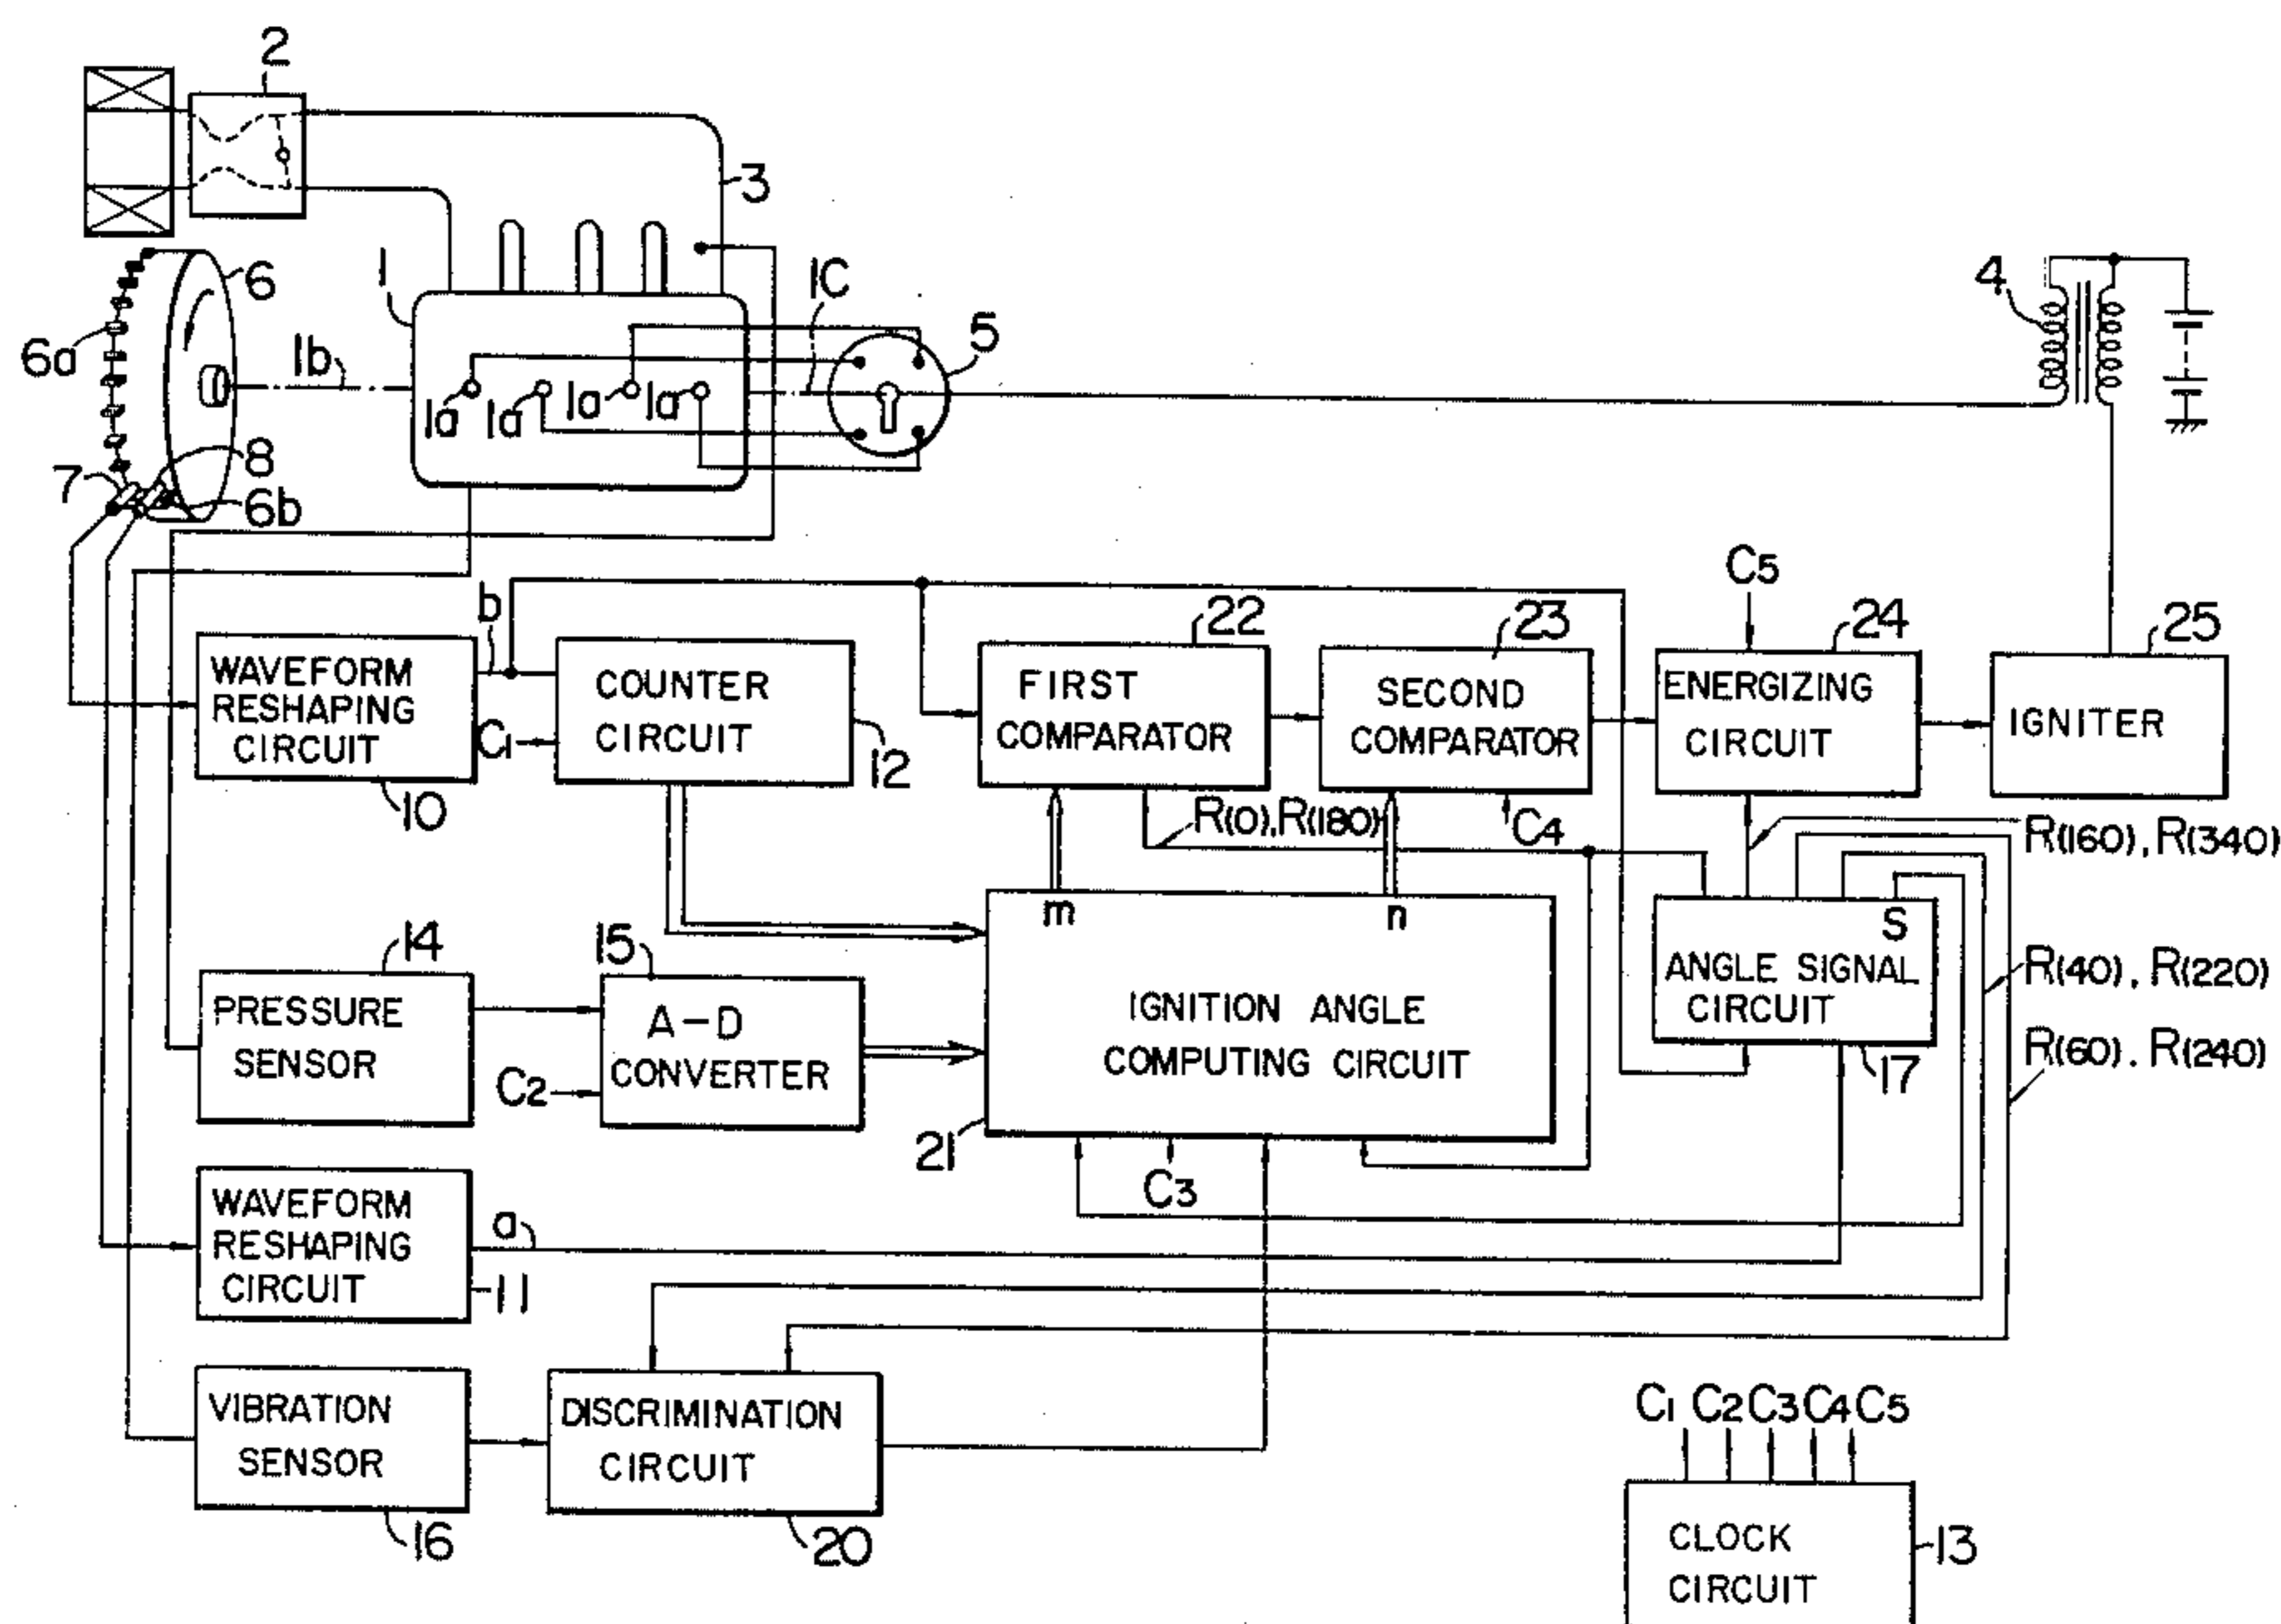 2
3
1
6
6a
1b
1C
5
4
1a
1a
1a
1a
7
8
6b
C5
b
22
23
24
25
WAVEFORM
RESHAPING
CIRCUIT
COUNTER
CIRCUIT
FIRST
COMPARATOR
SECOND
COMPARATOR
ENERGIZING
CIRCUIT
IGNITER
C1
10
12
R(0).R(180)
C4
R(160), R(340)
m
n
S
14
15
PRESSURE
SENSOR
A-D
CONVERTER
C2
IGNITION ANGLE
COMPUTING CIRCUIT
ANGLE SIGNAL
CIRCUIT
R(40), R(220)
R(60). R(240)
17
21
C3
WAVEFORM
RESHAPING
CIRCUIT
a
11
VIBRATION
SENSOR
DISCRIMINATION
CIRCUIT
16
20
C1 C2 C3 C4 C5
CLOCK
CIRCUIT
13